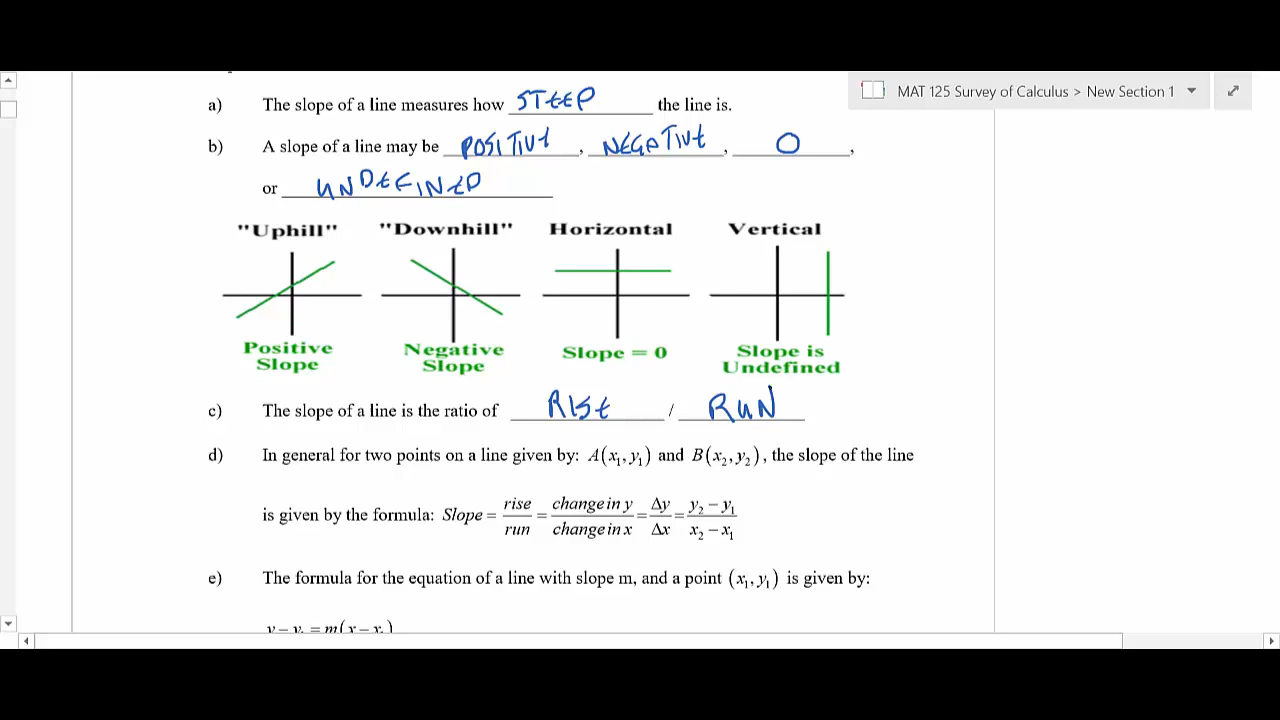 MAT 125 Survey of Calculus > New Section 1
a) The slope of a line measures how STEEP the line is.
b) A slope of a line may be POSITIVE, NEGATIVE, 0,
or UNDEFINED
"Uphill" "Downhill" Horizontal Vertical
Positive Slope Negative Slope Slope = 0 Slope is Undefined
c) The slope of a line is the ratio of RISE / RUN
d) In general for two points on a line given by: A(x₁, y₁) and B(x₂, y₂), the slope of the line
is given by the formula: Slope = rise/run = change in y/change in x = Δy/Δx = y₂ − y₁/x₂ − x₁
e) The formula for the equation of a line with slope m, and a point (x₁, y₁) is given by:
y − y₁ = m(x − x₁)